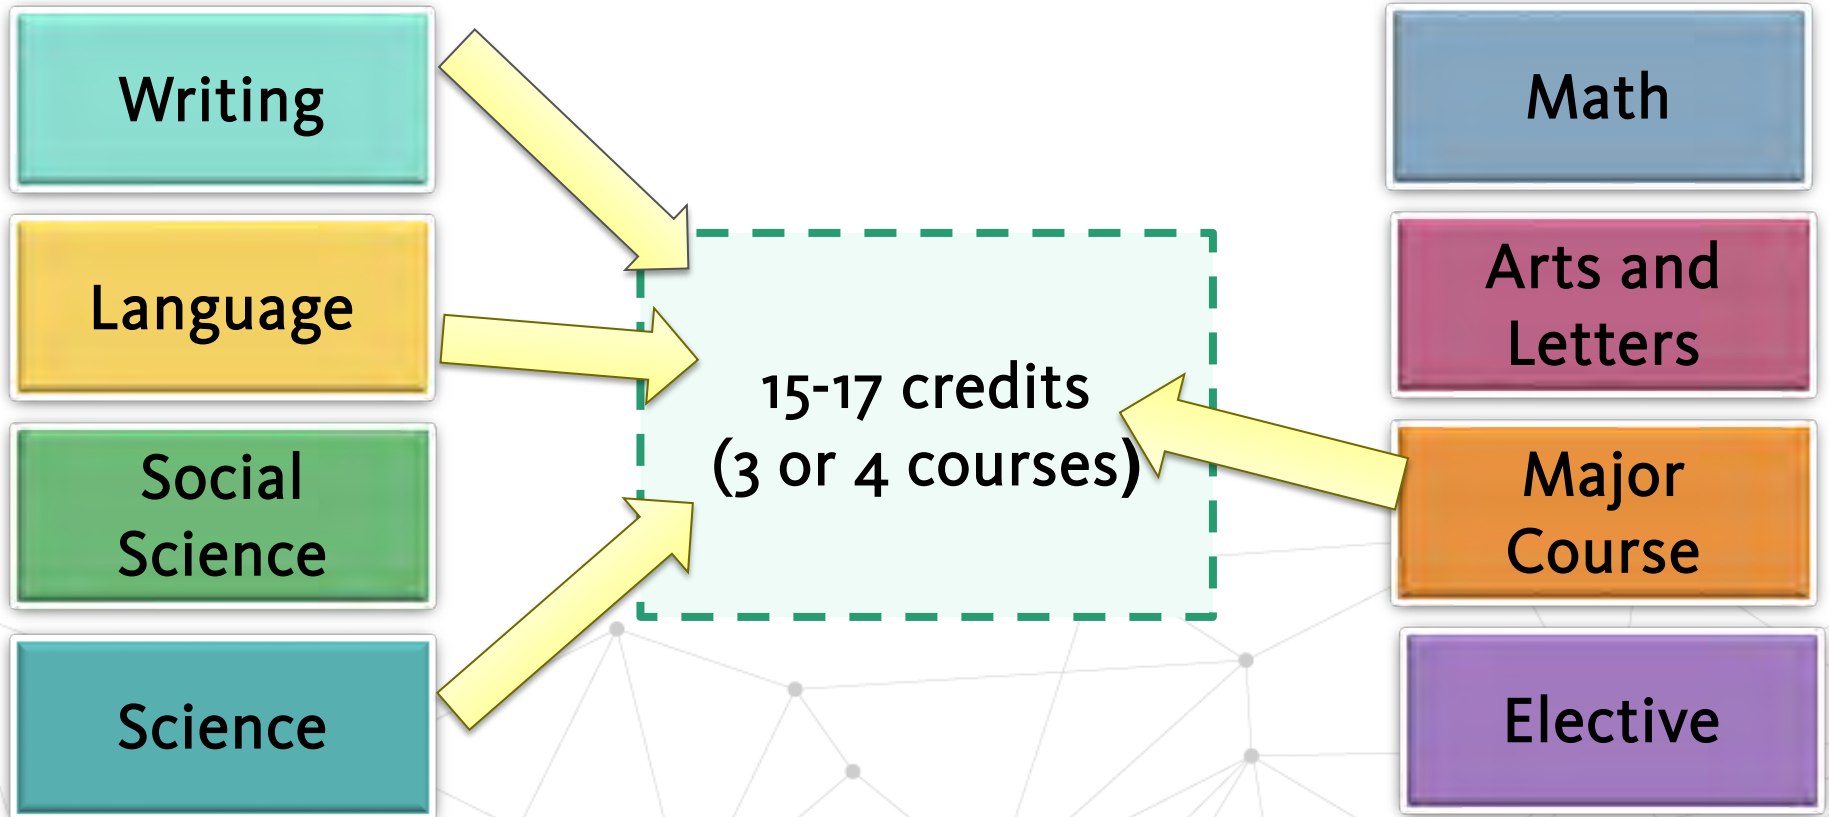 Writing
Language
Social
Science
Science
15-17 credits
(3 or 4 courses)
Math
Arts and
Letters
Major
Course
Elective